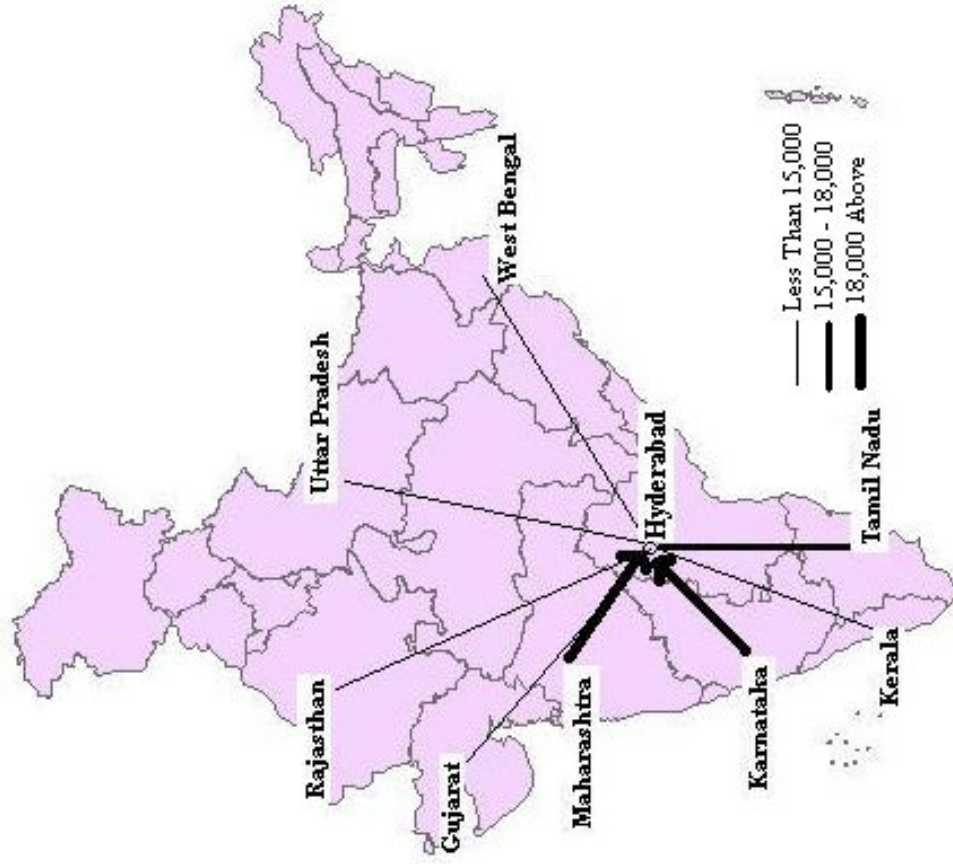 Uttar Pradesh
Rajasthan
Gujarat
West Bengal
Maharashtra
Hyderabad
Karnataka
Kerala
Tamil Nadu
Less Than 15,000
15,000 - 18,000
18,000 Above